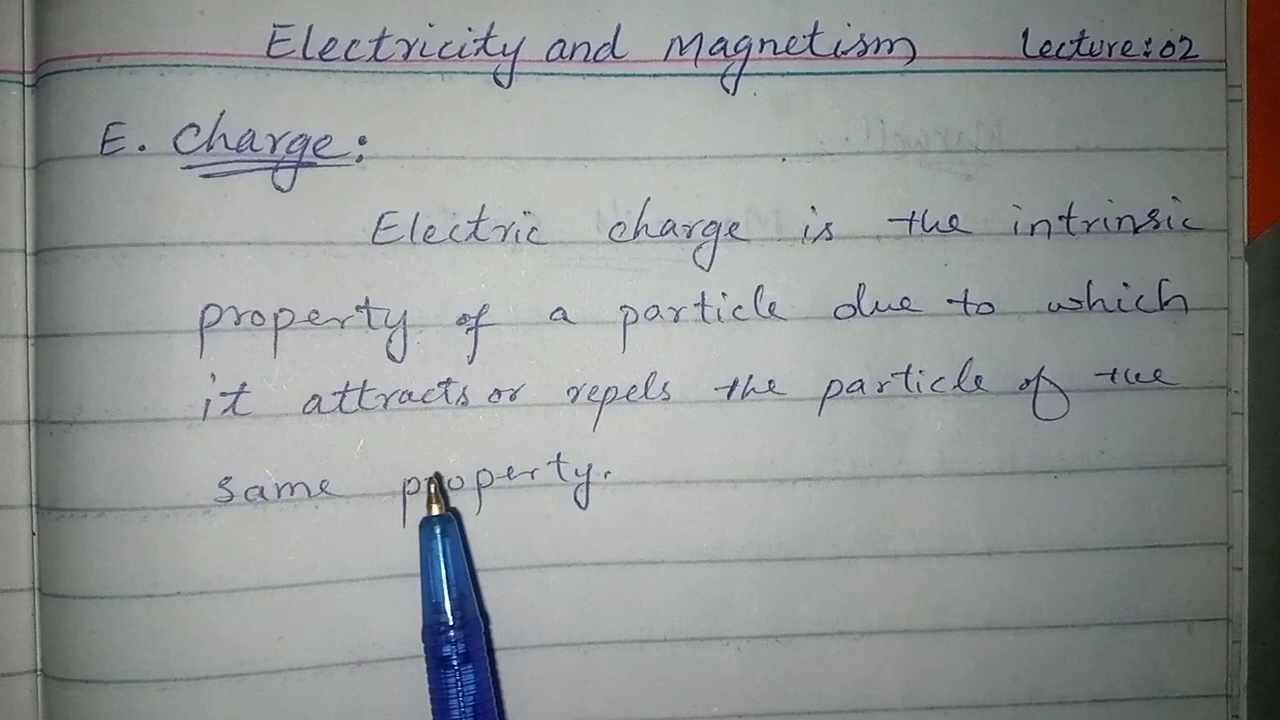 Electricity and Magnetism Lecture: 02
E. Charge:
Electric charge is the intrinsic
property of a particle due to which
it attracts or repels the particle of the
same property.